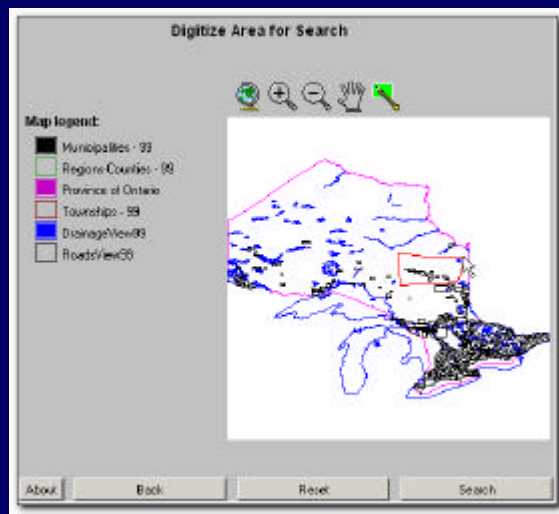 Digitize Area for Search
Map legend:
Municipalities - 99
Regions-Counties - 99
Province of Ontario
Townships - 99
DrainageView99
RoadsView99
About
Back
Reset
Search